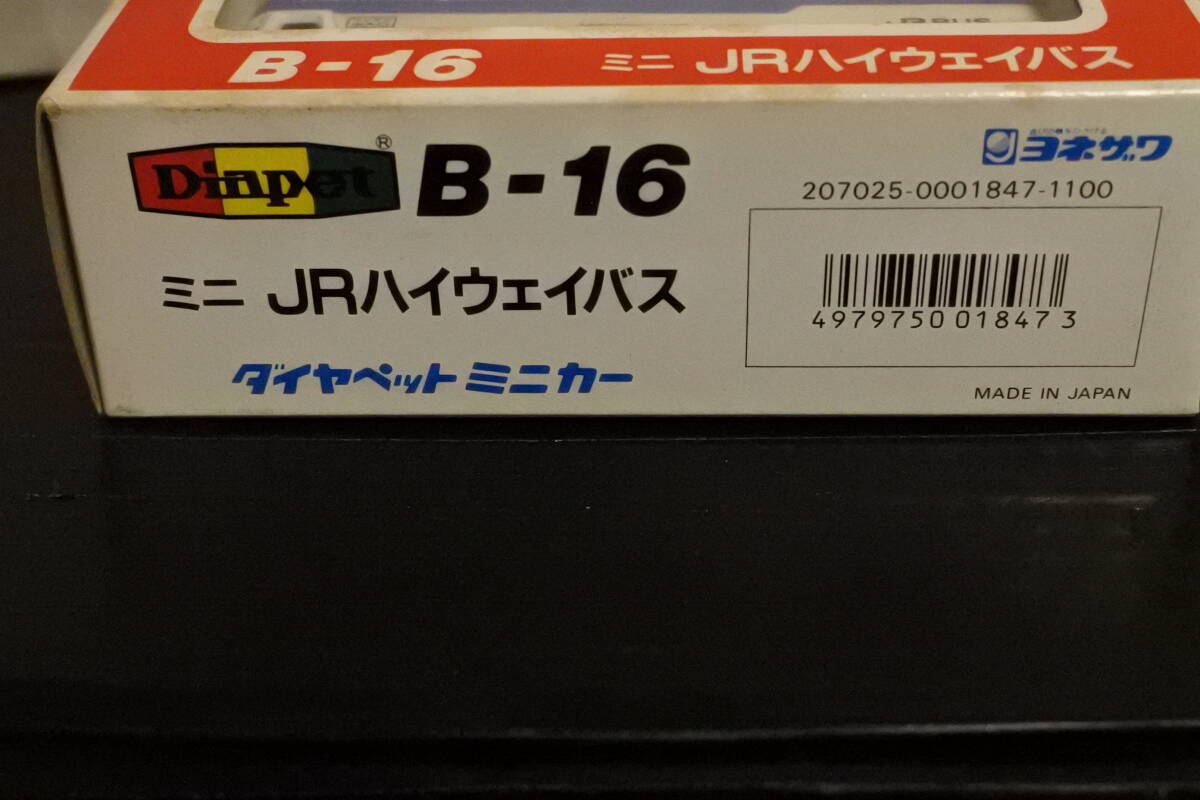 JR BUS
B-16 ミニ JRハイウェイバス
Diapet ® B-16
ヨネザワ
207025-0001847-1100
ミニ JRハイウェイバス
4979750 01847 3
ダイヤペット ミニカー
MADE IN JAPAN